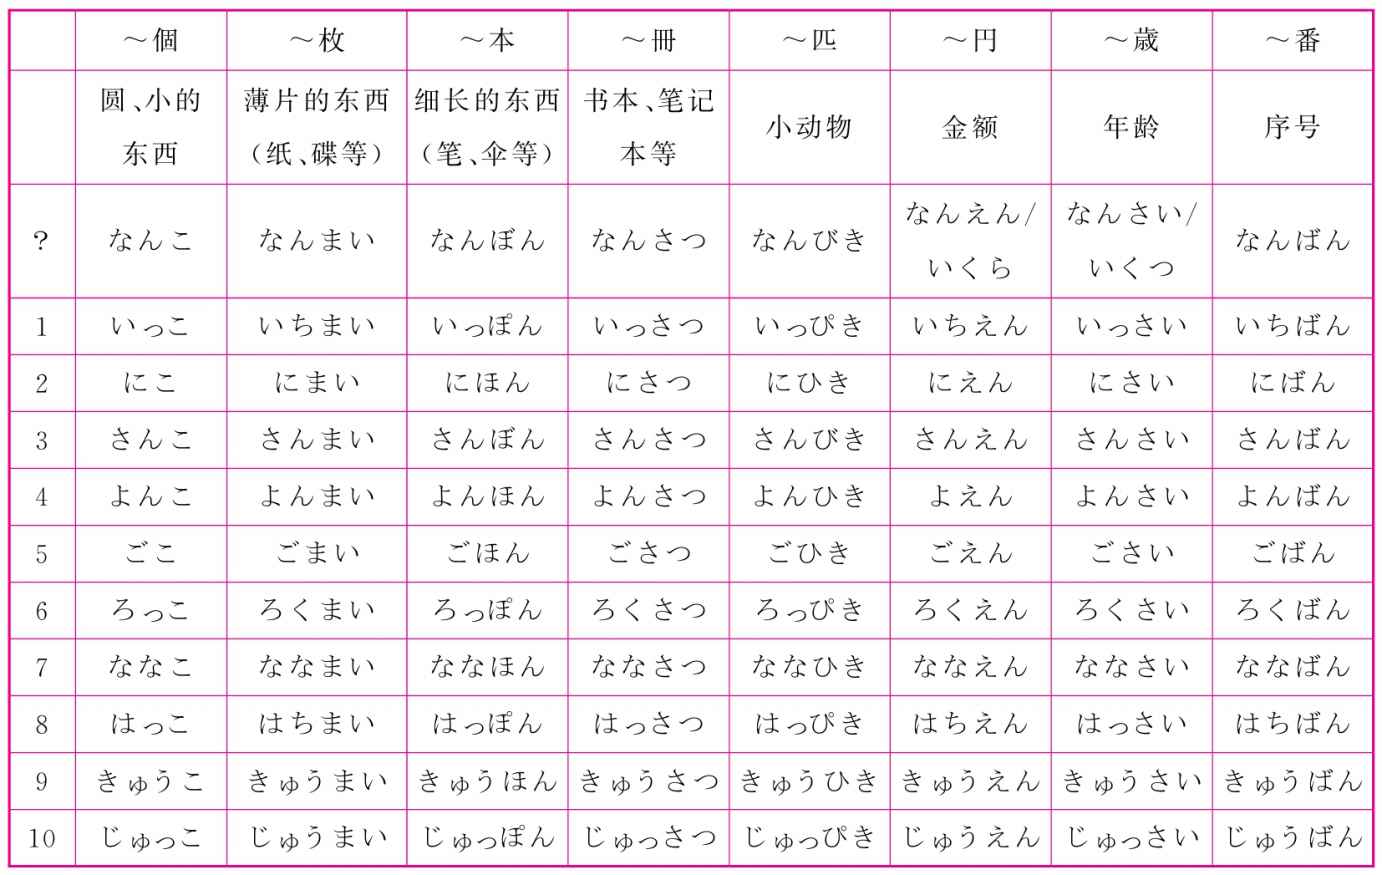 ～個 ～枚 ～本 ～冊 ～匹 ～円 ～歳 ～番
圆、小的东西 薄片的东西(纸、碟等) 细长的东西(笔、伞等) 书本、笔记本等 小动物 金额 年龄 序号
? なんこ なんまい なんぼん なんさつ なんびき なんえん/いくら なんさい/いくつ なんばん
1 いっこ いちまい いっぽん いっさつ いっぴき いちえん いっさい いちばん
2 にこ にまい にほん にさつ にひき にえん にさい にばん
3 さんこ さんまい さんぼん さんさつ さんびき さんえん さんさい さんばん
4 よんこ よんまい よんほん よんさつ よんひき よえん よんさい よんばん
5 ごこ ごまい ごほん ごさつ ごひき ごえん ごさい ごばん
6 ろっこ ろくまい ろっぽん ろくさつ ろっぴき ろくえん ろくさい ろくばん
7 ななこ ななまい ななほん ななさつ ななひき ななえん ななさい ななばん
8 はっこ はちまい はっぽん はっさつ はっぴき はちえん はっさい はちばん
9 きゅうこ きゅうまい きゅうほん きゅうさつ きゅうひき きゅうえん きゅうさい きゅうばん
10 じゅっこ じゅうまい じゅっぽん じゅっさつ じゅっぴき じゅうえん じゅっさい じゅうばん